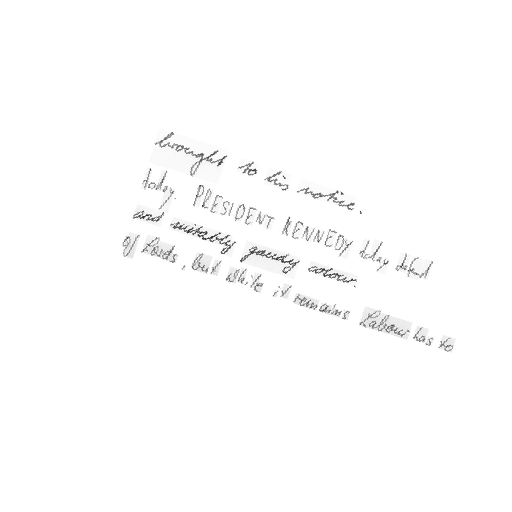 brought to his notice.
today. PRESIDENT KENNEDY today defend
and suitably gaudy colour.
of Lords, but while it remains Labour has to